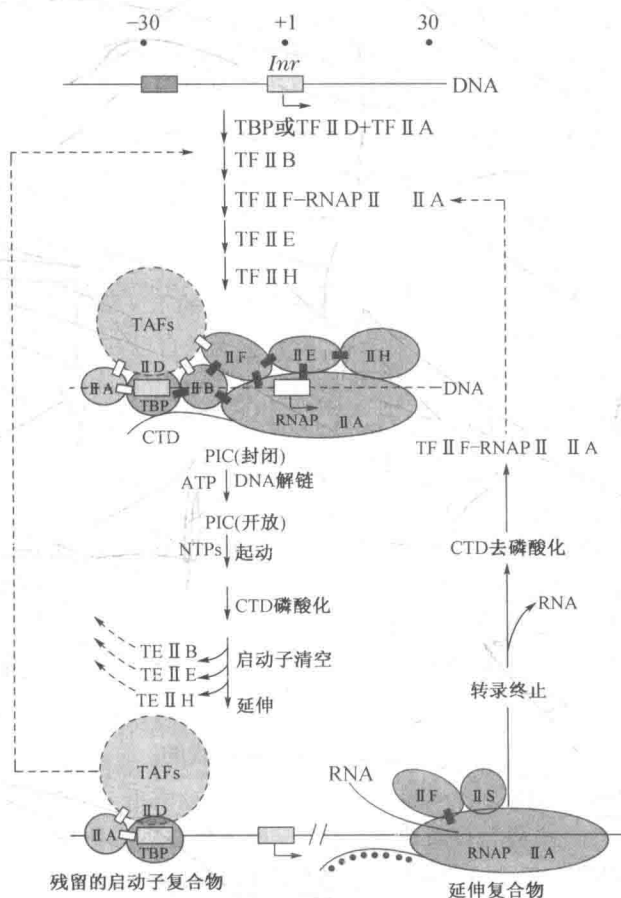 −30 +1 30
Inr
DNA
TBP或TFⅡD+TFⅡA
TFⅡB
TFⅡF−RNAPⅡ ⅡA
TFⅡE
TFⅡH
TAFs
ⅡD
ⅡF
ⅡE
ⅡH
ⅡA
TBP
ⅡB
DNA
RNAP ⅡA
CTD
PIC(封闭)
ATP DNA解链
PIC(开放)
NTPs 起动
CTD磷酸化
TEⅡB
启动子清空
TEⅡE
TEⅡH
延伸
TFⅡF−RNAPⅡ ⅡA
CTD去磷酸化
RNA
转录终止
TAFs
ⅡD
ⅡA
TBP
残留的启动子复合物
RNA
ⅡF
ⅡS
RNAP ⅡA
延伸复合物